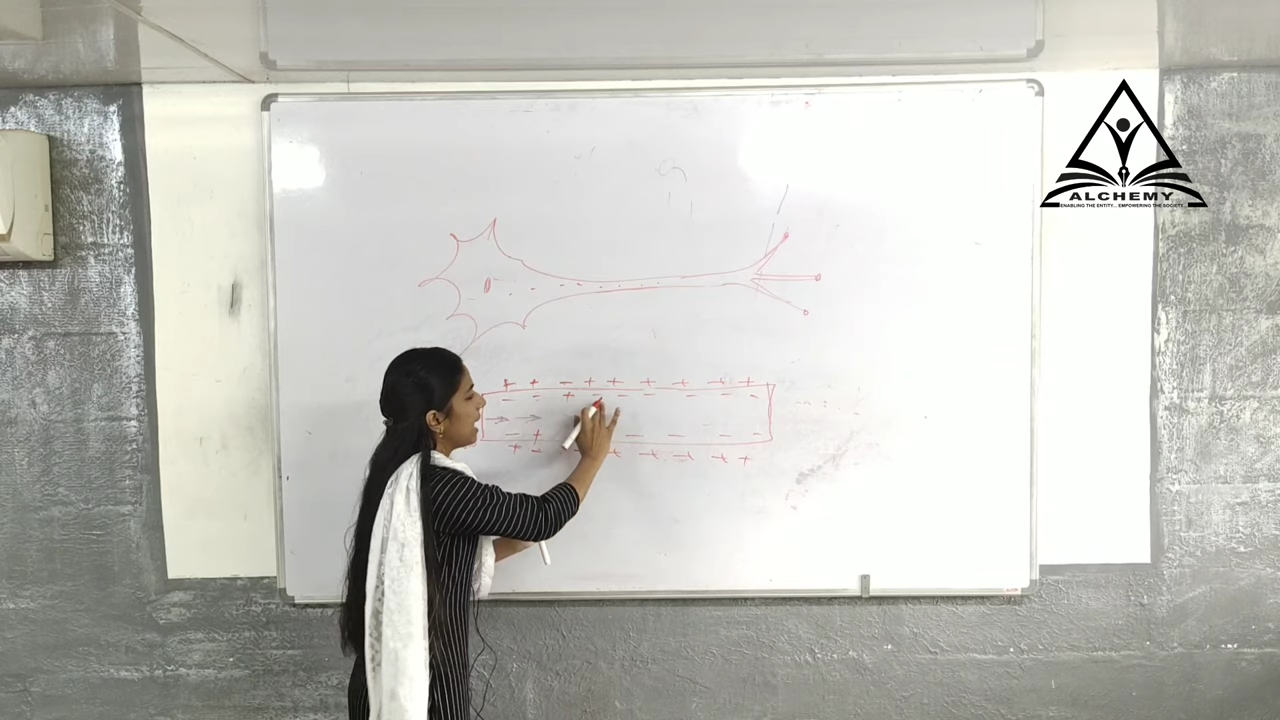 ALCHEMY
ENABLING THE ENTITY... EMPOWERING THE SOCIETY...
+ + - + + + + + +
- - + - - - - - -
- + - - -
+ - + + + + +